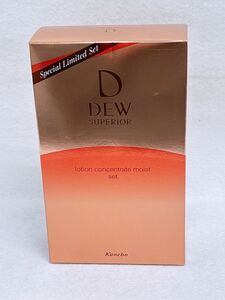 Special Limited Set
D
DEW
SUPERIOR
lotion concentrate moist
set
Kanebo